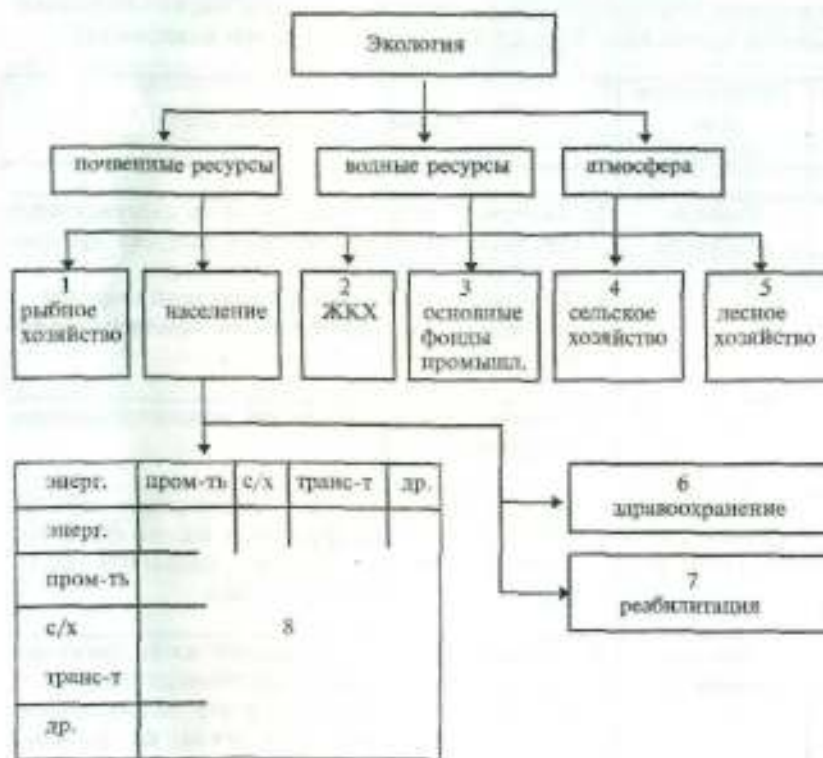 Экология
почвенные ресурсы
водные ресурсы
атмосфера
1
рыбное
хозяйство
население
2
ЖКХ
3
основные
фонды
промышл.
4
сельское
хозяйство
5
лесное
хозяйство
энерг. пром-ть с/х транс-т др.
энерг.
пром-ть
с/х
8
транс-т
др.
6
здравоохранение
7
реабилитация